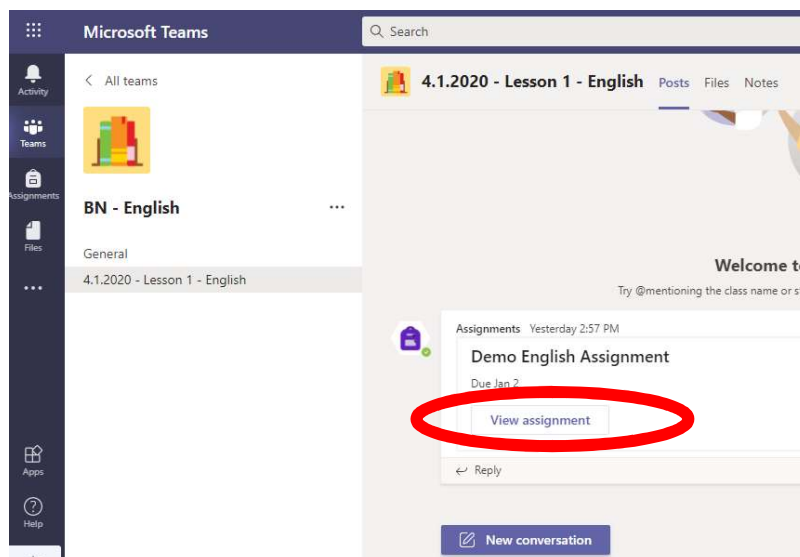 Microsoft Teams
Search
Activity
Teams
Assignments
Files
Apps
Help
All teams
BN - English
General
4.1.2020 - Lesson 1 - English
4.1.2020 - Lesson 1 - English Posts Files Notes
Welcome
Try @mentioning the class name or
Assignments Yesterday 2:57 PM
Demo English Assignment
Due Jan 2
View assignment
Reply
New conversation